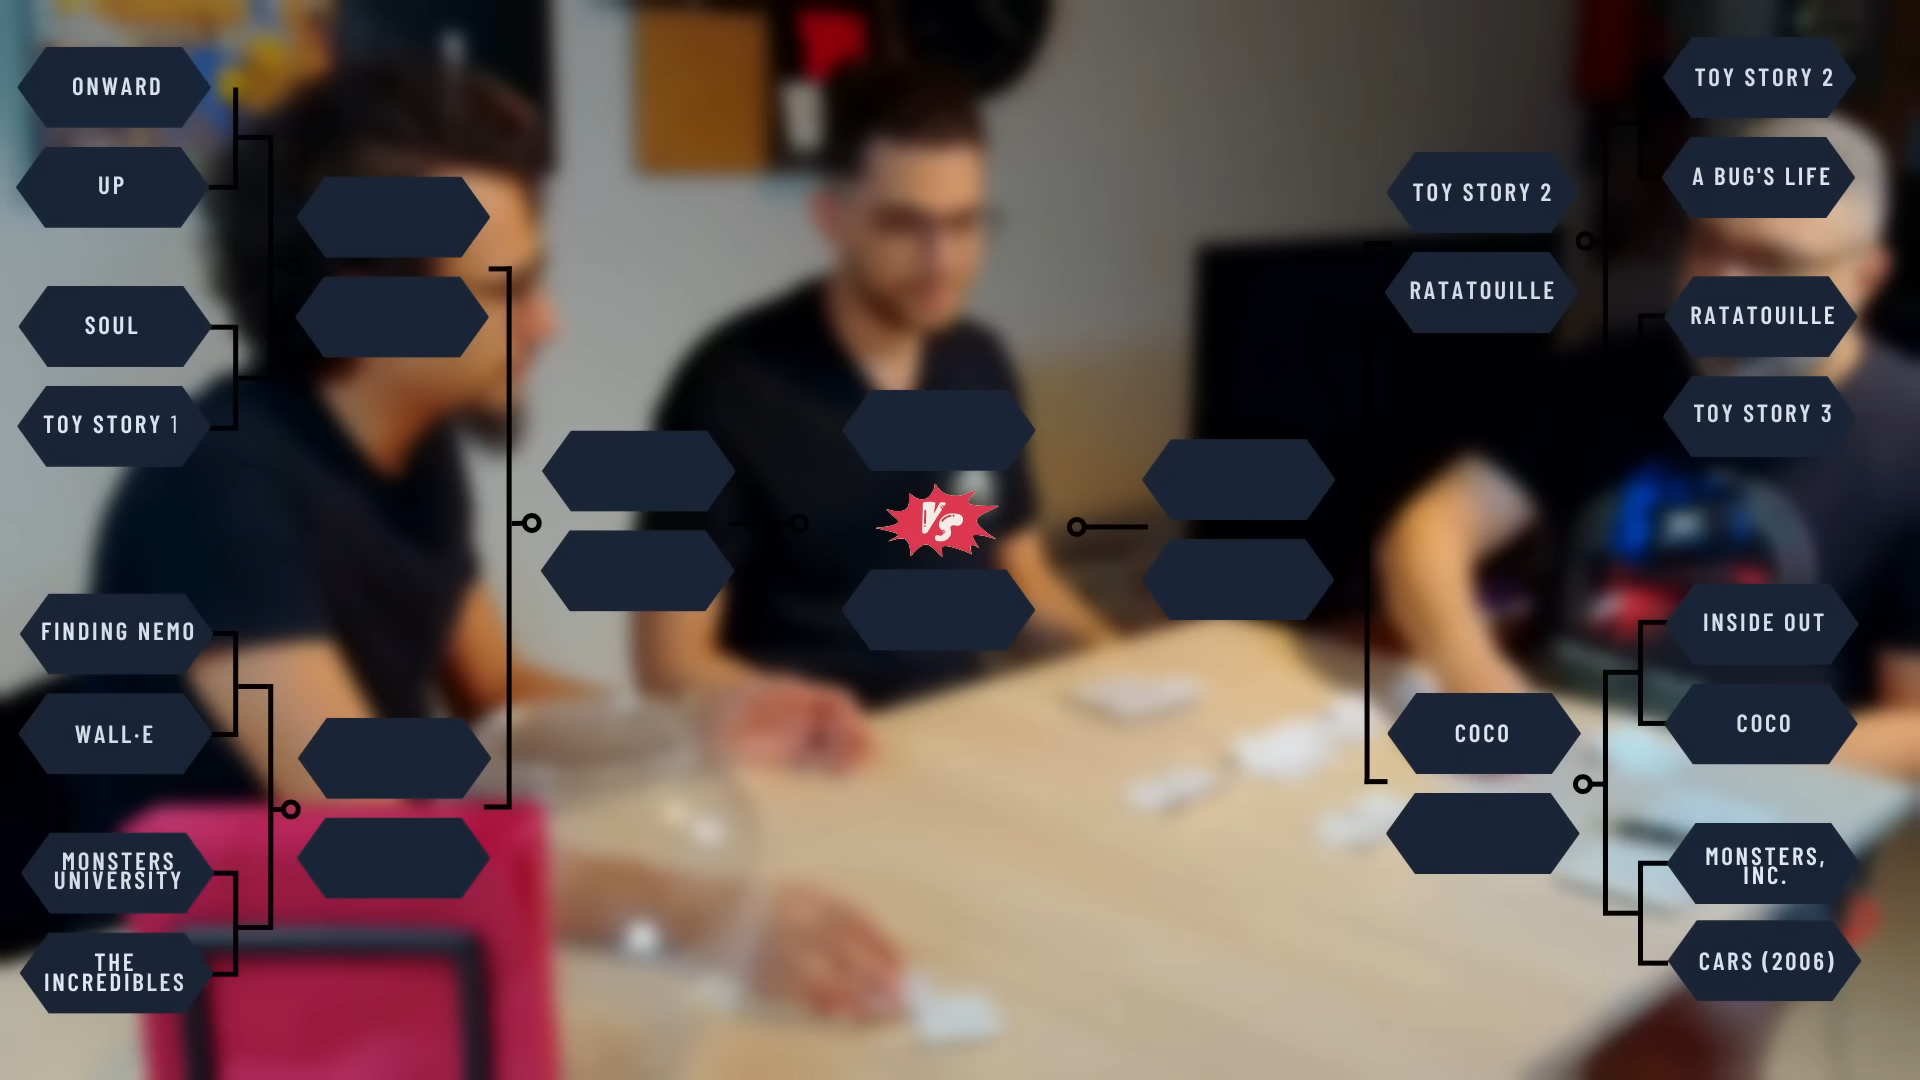 ONWARD
UP
SOUL
TOY STORY 1
FINDING NEMO
WALL·E
MONSTERS
UNIVERSITY
THE
INCREDIBLES
VS
TOY STORY 2
RATATOUILLE
COCO
TOY STORY 2
A BUG'S LIFE
RATATOUILLE
TOY STORY 3
INSIDE OUT
COCO
MONSTERS,
INC.
CARS (2006)